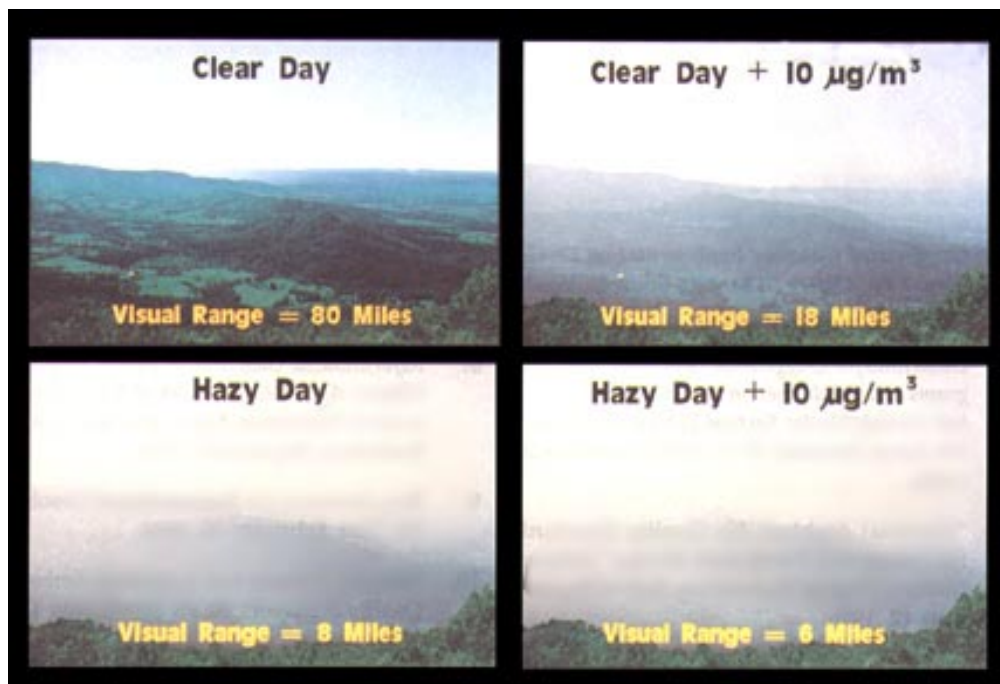 Clear Day
Clear Day + 10 µg/m³
Visual Range = 80 Miles
Visual Range = 18 Miles
Hazy Day
Hazy Day + 10 µg/m³
Visual Range = 8 Miles
Visual Range = 6 Miles